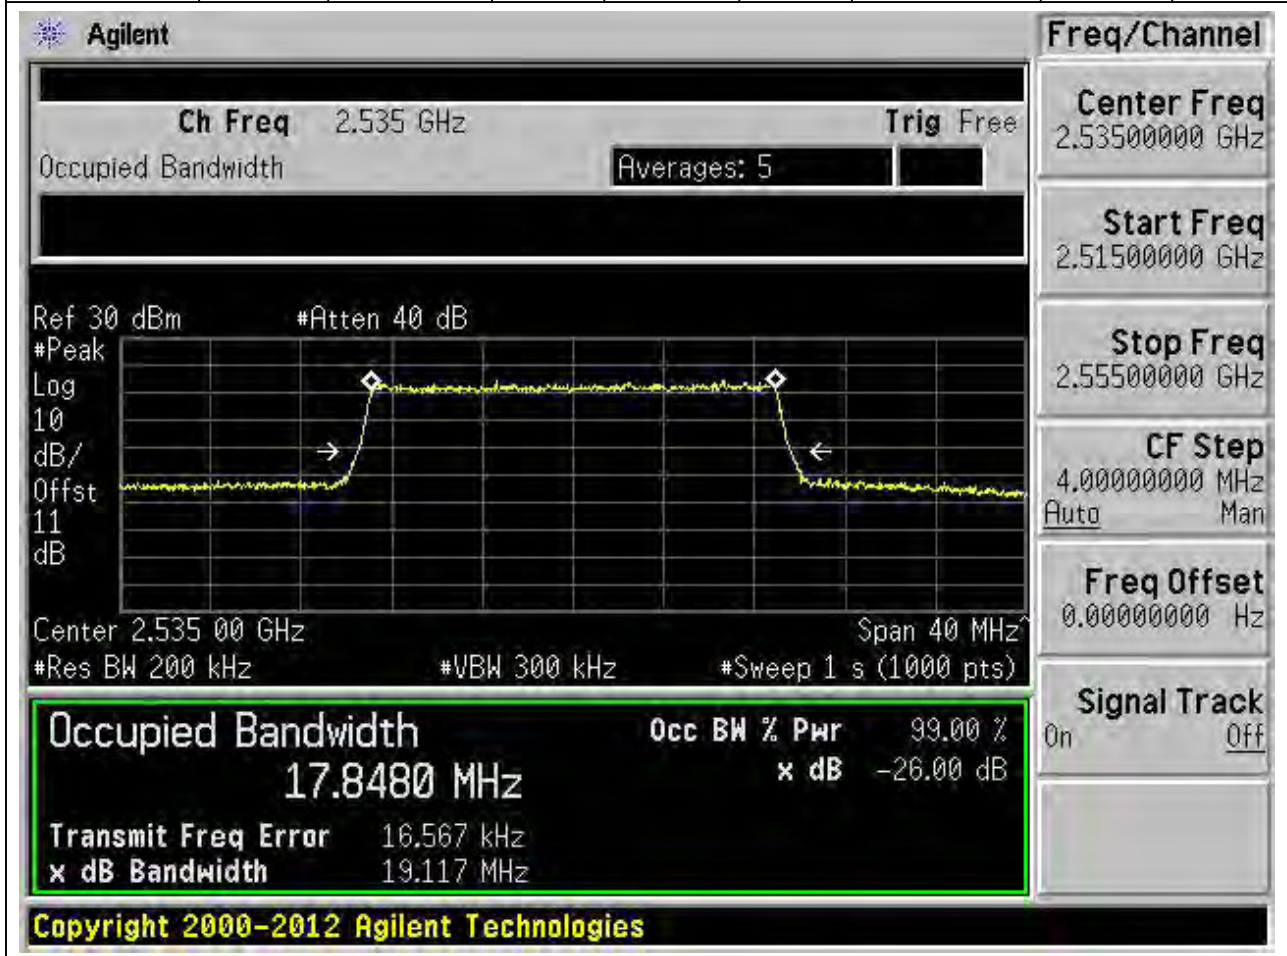 Agilent
Freq/Channel
Ch Freq 2.535 GHz Trig Free
Occupied Bandwidth Averages: 5
Center Freq
2.53500000 GHz
Start Freq
2.51500000 GHz
Stop Freq
2.55500000 GHz
CF Step
4.00000000 MHz
Auto Man
Freq Offset
0.00000000 Hz
Signal Track
On Off
Ref 30 dBm #Atten 40 dB
#Peak
Log
10
dB/
Offst
11
dB
Center 2.535 00 GHz Span 40 MHz^
#Res BW 200 kHz #VBW 300 kHz #Sweep 1 s (1000 pts)
Occupied Bandwidth Occ BW % Pwr 99.00 %
17.8480 MHz x dB -26.00 dB
Transmit Freq Error 16.567 kHz
x dB Bandwidth 19.117 MHz
Copyright 2000-2012 Agilent Technologies